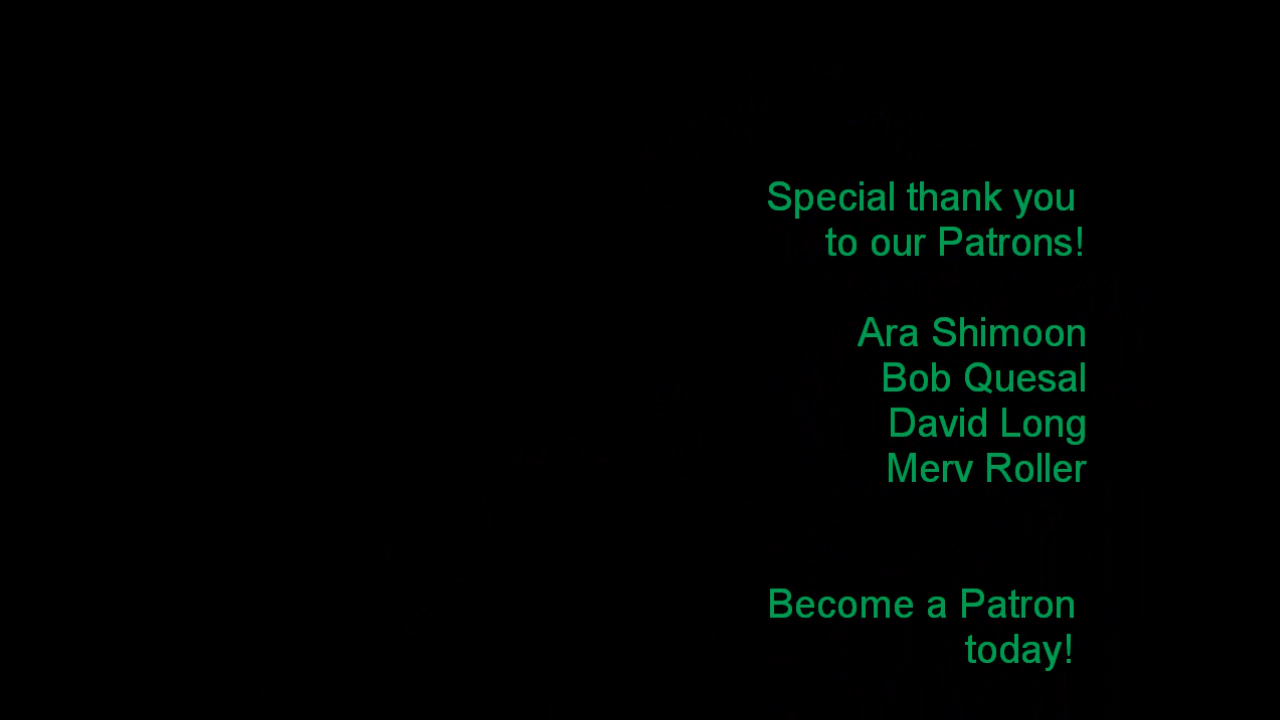 Special thank you
to our Patrons!
Ara Shimoon
Bob Quesal
David Long
Merv Roller
Become a Patron
today!